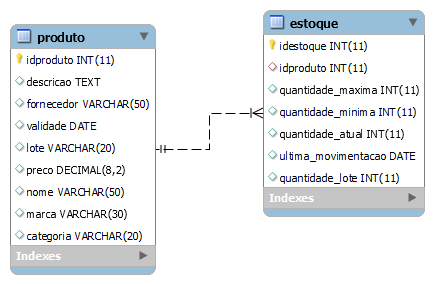 produto
idproduto INT(11)
descricao TEXT
fornecedor VARCHAR(50)
validade DATE
lote VARCHAR(20)
preco DECIMAL(8,2)
nome VARCHAR(50)
marca VARCHAR(30)
categoria VARCHAR(20)
Indexes
estoque
idestoque INT(11)
idproduto INT(11)
quantidade_maxima INT(11)
quantidade_minima INT(11)
quantidade_atual INT(11)
ultima_movimentacao DATE
quantidade_lote INT(11)
Indexes